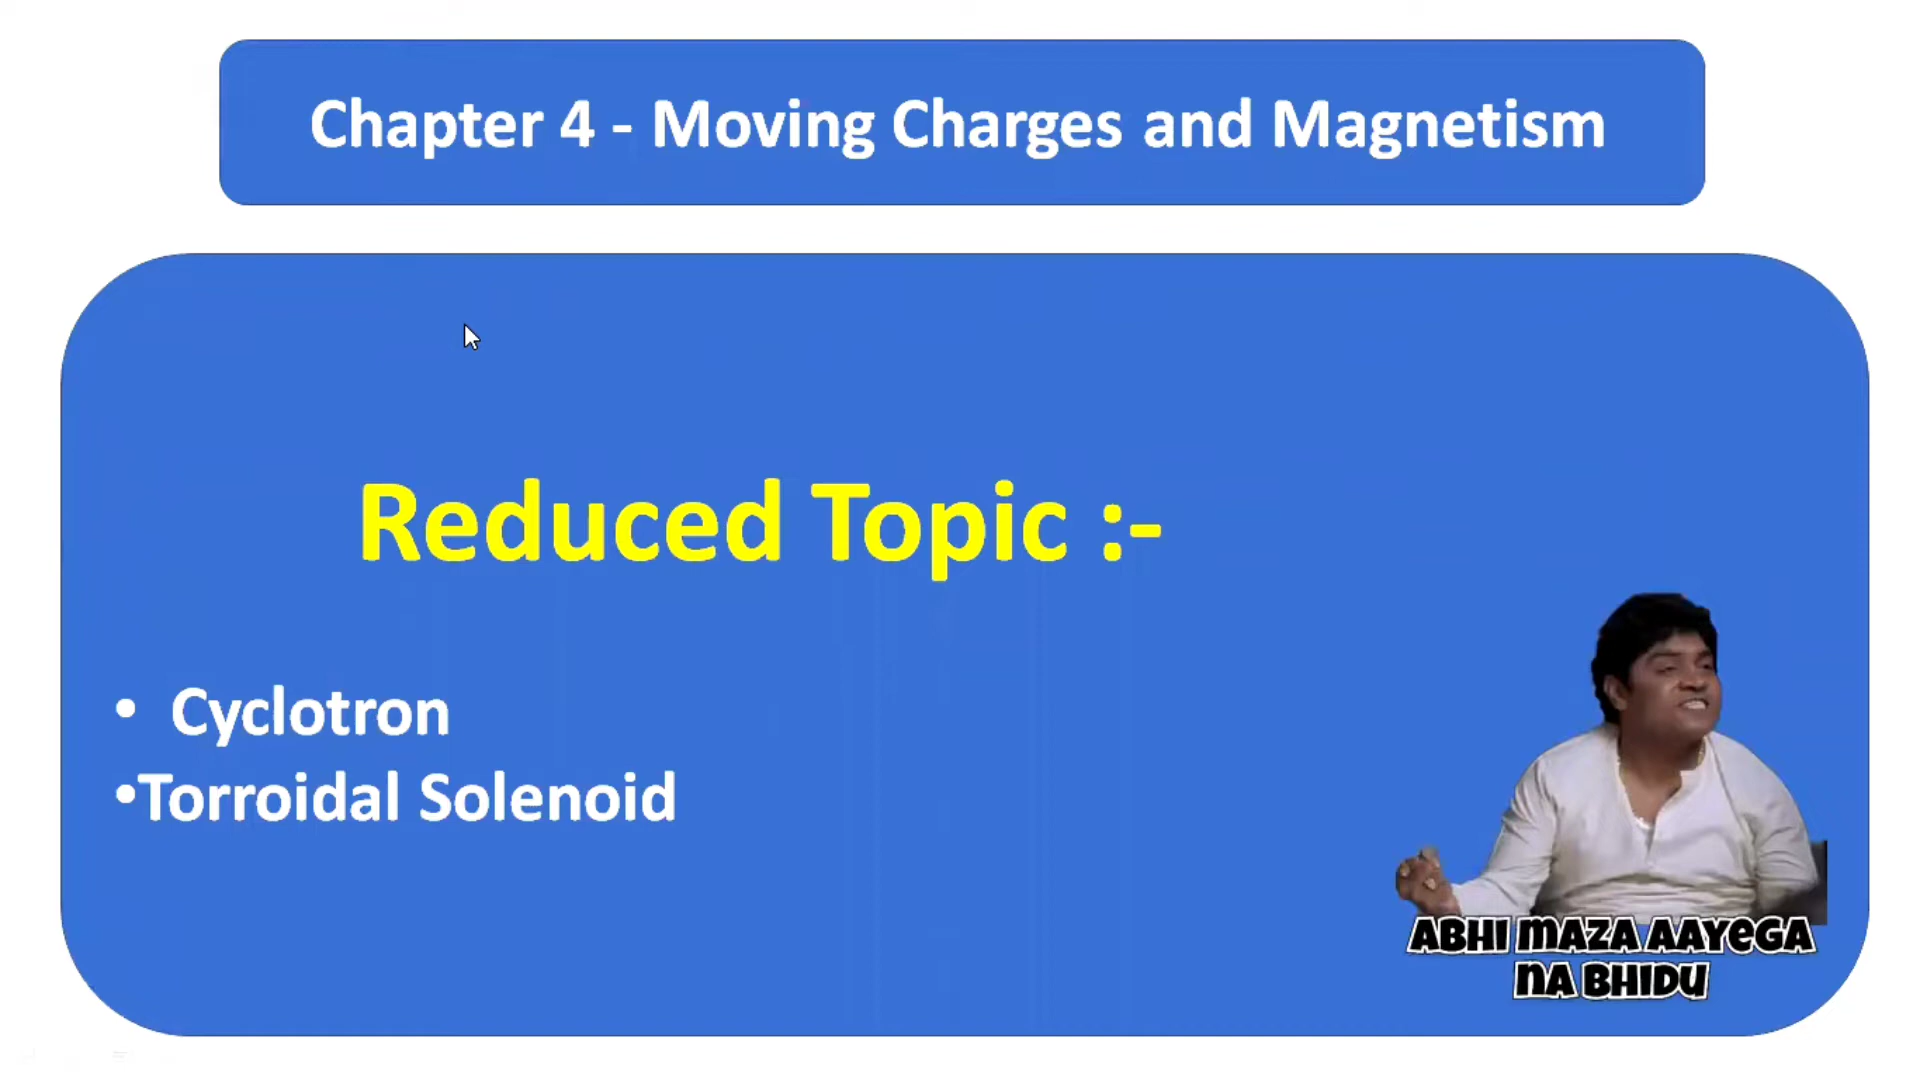 Chapter 4 - Moving Charges and Magnetism
Reduced Topic :-
• Cyclotron
•Torroidal Solenoid
ABHI MAZA AAYEGA
NA BHIDU